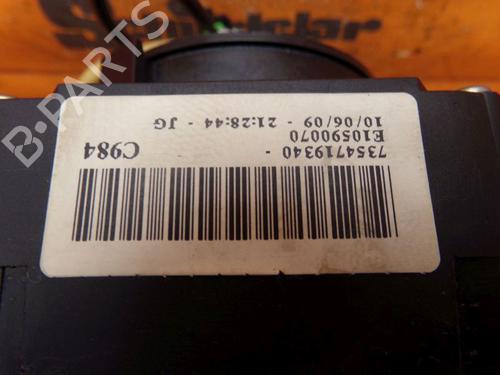 7354719340 -
C984
E10590070
10/06/09 - 21:28:44 - JG
B-PARTS